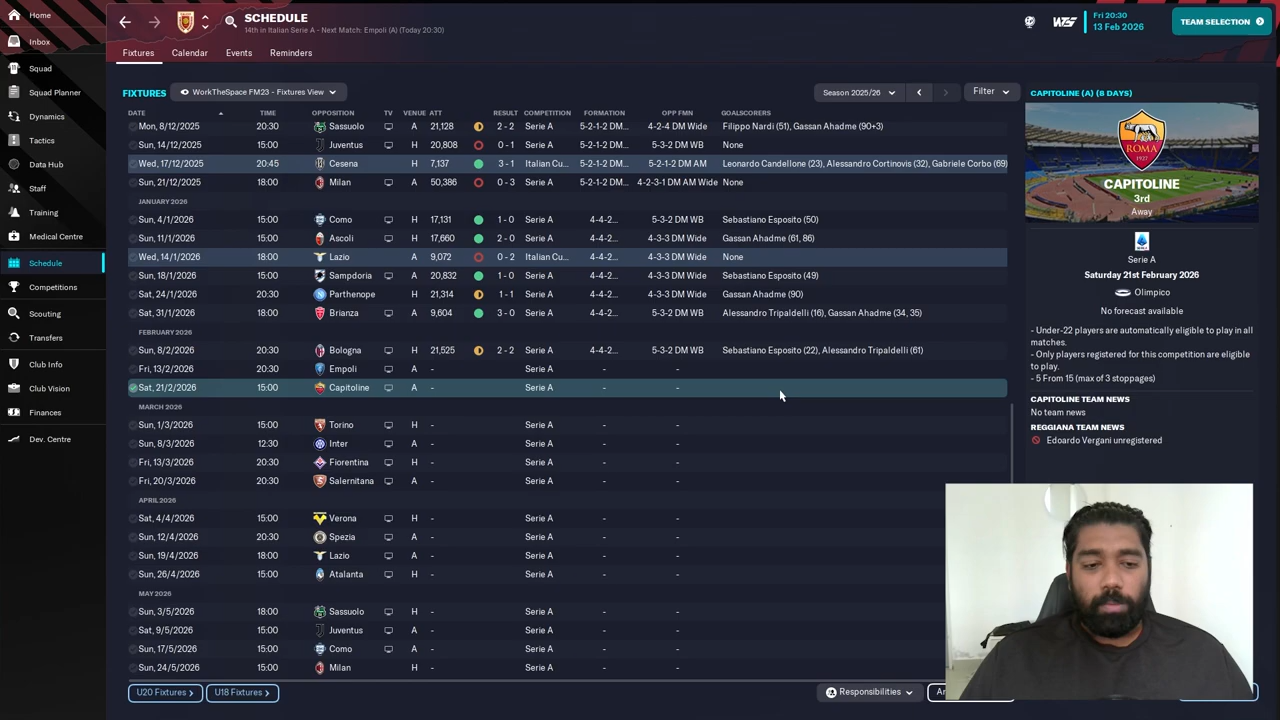 Home
SCHEDULE
14th in Italian Serie A - Next Match: Empoli (A) (Today 20:30)
Fri 20:30
13 Feb 2026
TEAM SELECTION
Inbox
Fixtures
Calendar
Events
Reminders
Squad
Squad Planner
Dynamics
Tactics
Data Hub
Staff
Training
Medical Centre
Schedule
Competitions
Scouting
Transfers
Club Info
Club Vision
Finances
Dev. Centre
FIXTURES
WorkTheSpace FM23 - Fixtures View
Season 2025/26
Filter
DATE TIME OPPOSITION TV VENUE ATT RESULT COMPETITION FORMATION OPP FMN GOALSCORERS
Mon, 8/12/2025 20:30 Sassuolo A 21,128 2 - 2 Serie A 5-2-1-2 DM... 4-2-4 DM Wide Filippo Nardi (51), Gassan Ahadme (90+3)
Sun, 14/12/2025 15:00 Juventus H 20,808 0 - 1 Serie A 5-2-1-2 DM... 5-3-2 DM WB None
Wed, 17/12/2025 20:45 Cesena H 7,137 3 - 1 Italian Cu... 5-2-1-2 DM... 5-2-1-2 DM AM Leonardo Candellone (23), Alessandro Cortinovis (32), Gabriele Corbo (69)
Sun, 21/12/2025 18:00 Milan A 50,386 0 - 3 Serie A 5-2-1-2 DM... 4-2-3-1 DM AM Wide None
JANUARY 2026
Sun, 4/1/2026 15:00 Como H 17,131 1 - 0 Serie A 4-4-2... 5-3-2 DM WB Sebastiano Esposito (50)
Sun, 11/1/2026 15:00 Ascoli H 17,660 2 - 0 Serie A 4-4-2... 4-3-3 DM Wide Gassan Ahadme (61, 86)
Wed, 14/1/2026 18:00 Lazio A 9,072 0 - 2 Italian Cu... 4-4-2... 4-3-3 DM Wide None
Sun, 18/1/2026 15:00 Sampdoria A 20,832 1 - 0 Serie A 4-4-2... 4-3-3 DM Wide Sebastiano Esposito (49)
Sat, 24/1/2026 20:30 Parthenope H 21,314 1 - 1 Serie A 4-4-2... 4-3-3 DM Wide Gassan Ahadme (90)
Sat, 31/1/2026 18:00 Brianza A 9,604 3 - 0 Serie A 4-4-2... 5-3-2 DM WB Alessandro Tripaldelli (16), Gassan Ahadme (34, 35)
FEBRUARY 2026
Sun, 8/2/2026 20:30 Bologna H 21,525 2 - 2 Serie A 4-4-2... 5-3-2 DM WB Sebastiano Esposito (22), Alessandro Tripaldelli (61)
Fri, 13/2/2026 20:30 Empoli A - Serie A - -
Sat, 21/2/2026 15:00 Capitoline A - Serie A - -
MARCH 2026
Sun, 1/3/2026 15:00 Torino H - Serie A - -
Sun, 8/3/2026 12:30 Inter A - Serie A - -
Fri, 13/3/2026 20:30 Fiorentina H - Serie A - -
Fri, 20/3/2026 20:30 Salernitana A - Serie A - -
APRIL 2026
Sat, 4/4/2026 15:00 Verona H - Serie A - -
Sun, 12/4/2026 20:30 Spezia A - Serie A - -
Sun, 19/4/2026 18:00 Lazio A - Serie A - -
Sun, 26/4/2026 15:00 Atalanta H - Serie A - -
MAY 2026
Sun, 3/5/2026 18:00 Sassuolo H - Serie A - -
Sat, 9/5/2026 15:00 Juventus A - Serie A - -
Sun, 17/5/2026 15:00 Como A - Serie A - -
Sun, 24/5/2026 15:00 Milan H - Serie A - -
U20 Fixtures
U18 Fixtures
Responsibilities
CAPITOLINE (A) (8 DAYS)
ROMA
1927
CAPITOLINE
3rd
Away
Serie A
Saturday 21st February 2026
Olimpico
No forecast available
- Under-22 players are automatically eligible to play in all
matches.
- Only players registered for this competition are eligible
to play.
- 5 From 15 (max of 3 stoppages)
CAPITOLINE TEAM NEWS
No team news
REGGIANA TEAM NEWS
Edoardo Vergani unregistered